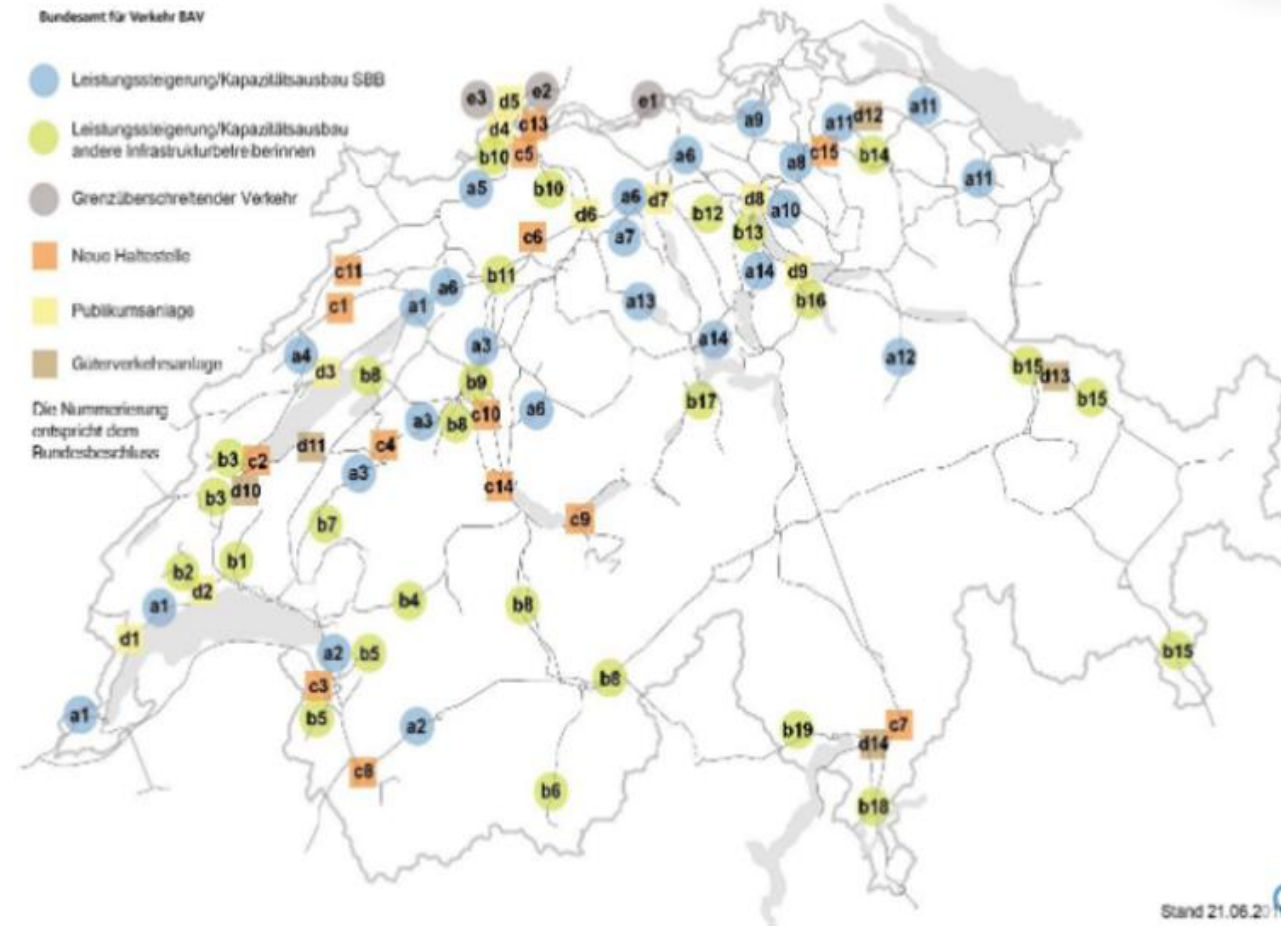 Bundesamt für Verkehr BAV
Leistungssteigerung/Kapazitätsausbau SBB
Leistungssteigerung/Kapazitätsausbau
andere Infrastrukturbetreiberinnen
Grenzüberschreitender Verkehr
Neue Haltestelle
Publikumsanlage
Güterverkehrsanlage
Die Nummerierung
entspricht dem
Bundesbeschluss
e3 d5 e2 e1
d4 c13 a9 a11 d12 a11
b10 c5 a6 a8 c15 b14
a5 b10 a6 d7 d8 a10 a11
d6 b12
c6 a7 b13
c11 b11 a14 d9
a6
c1 a1 a13 b16
a4 a3 a14 a12
d3 b8 b9 b15 d13
a3 b8 c10 a6 b17 b15
b3 c2 d11 c4
b3 d10 a3 c14
b7 c9
b2 b1
a1 d2 b4 b8
d1 a2 b5 b15
c3 b8
a1 b5 a2 b19 d14 c7
c8 b6 b18
Stand 21.06.20